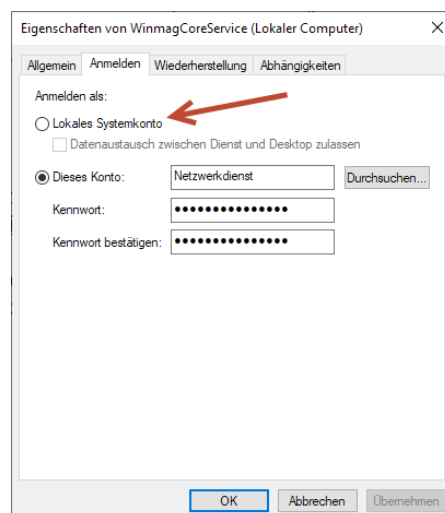 Eigenschaften von WinmagCoreService (Lokaler Computer)
Allgemein Anmelden Wiederherstellung Abhängigkeiten
Anmelden als:
Lokales Systemkonto
Datenaustausch zwischen Dienst und Desktop zulassen
Dieses Konto: Netzwerkdienst Durchsuchen...
Kennwort: •••••••••••••••
Kennwort bestätigen: •••••••••••••••
OK Abbrechen Übernehmen